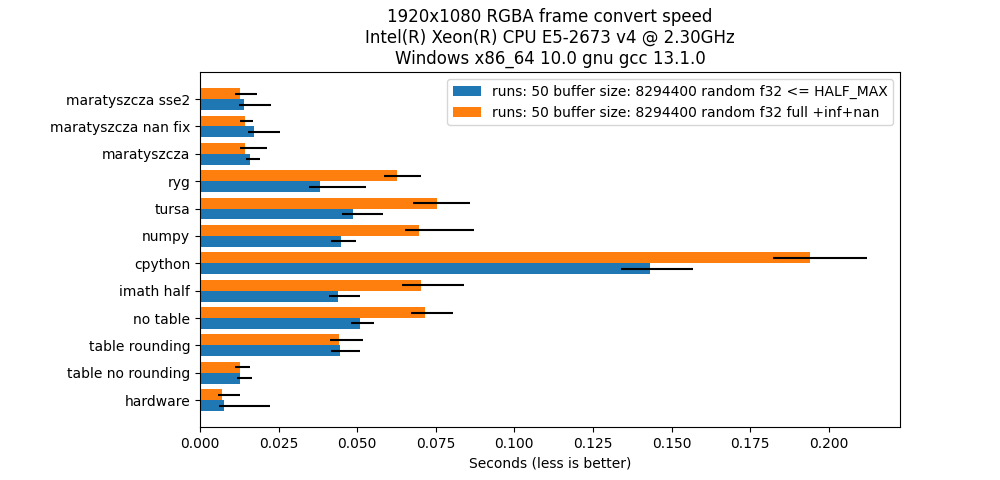 1920x1080 RGBA frame convert speed
Intel(R) Xeon(R) CPU E5-2673 v4 @ 2.30GHz
Windows x86_64 10.0 gnu gcc 13.1.0
runs: 50 buffer size: 8294400 random f32 <= HALF_MAX
runs: 50 buffer size: 8294400 random f32 full +inf+nan
maratyszcza sse2
maratyszcza nan fix
maratyszcza
ryg
tursa
numpy
cpython
imath half
no table
table rounding
table no rounding
hardware
0.000 0.025 0.050 0.075 0.100 0.125 0.150 0.175 0.200
Seconds (less is better)